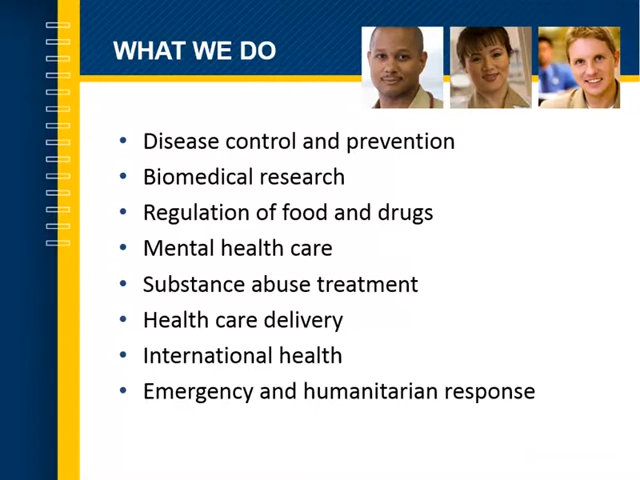 WHAT WE DO
• Disease control and prevention
• Biomedical research
• Regulation of food and drugs
• Mental health care
• Substance abuse treatment
• Health care delivery
• International health
• Emergency and humanitarian response